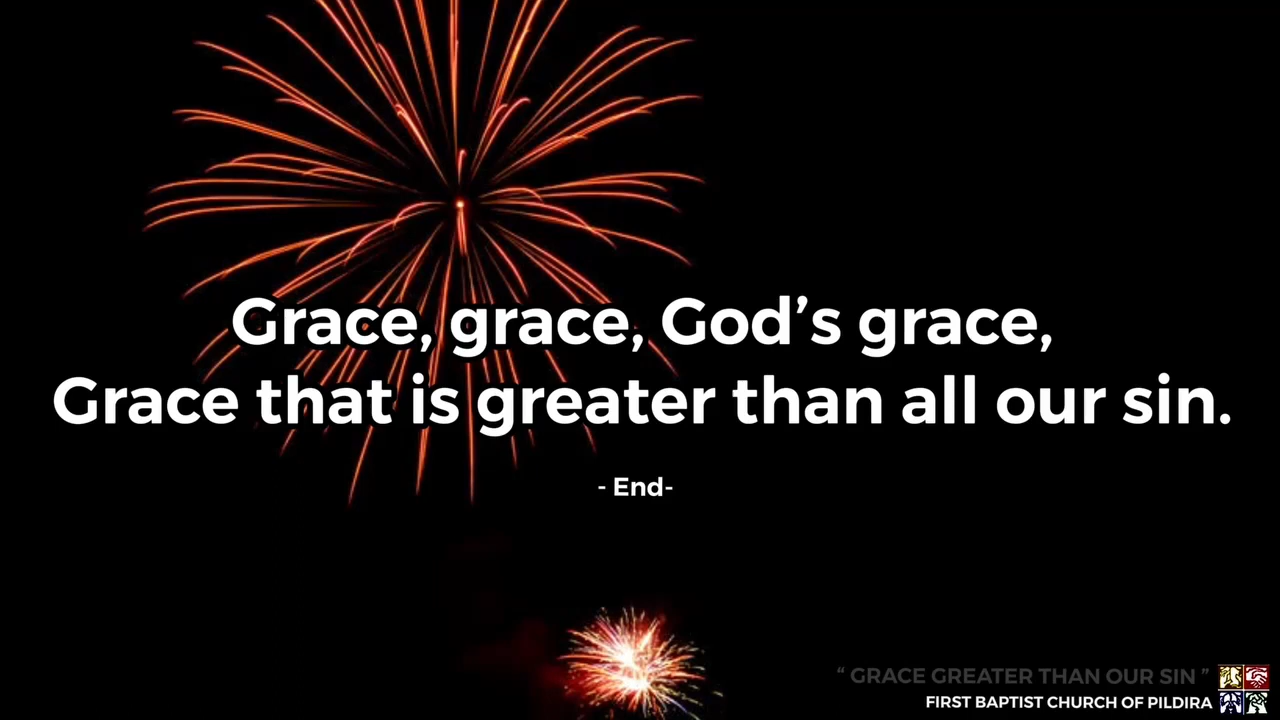 Grace, grace, God’s grace,
Grace that is greater than all our sin.
- End-
“ GRACE GREATER THAN OUR SIN ”
FIRST BAPTIST CHURCH OF PILDIRA